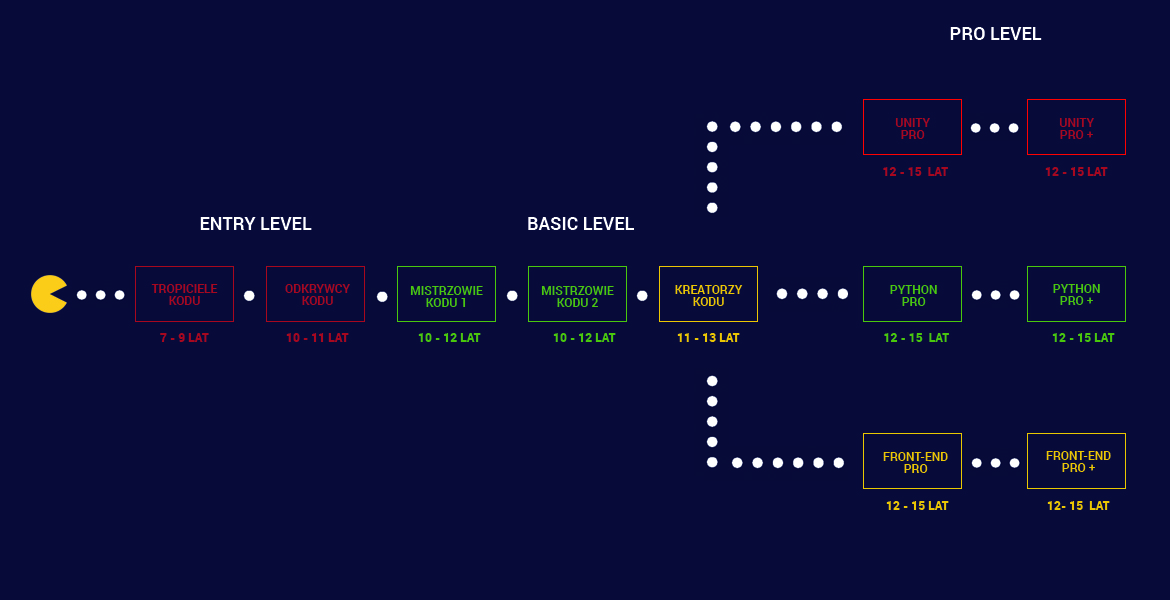 PRO LEVEL
UNITY
PRO
12 - 15 LAT
UNITY
PRO +
12 - 15 LAT
ENTRY LEVEL
BASIC LEVEL
TROPICIELE
KODU
7 - 9 LAT
ODKRYWCY
KODU
10 - 11 LAT
MISTRZOWIE
KODU 1
10 - 12 LAT
MISTRZOWIE
KODU 2
10 - 12 LAT
KREATORZY
KODU
11 - 13 LAT
PYTHON
PRO
12 - 15 LAT
PYTHON
PRO +
12 - 15 LAT
FRONT-END
PRO
12 - 15 LAT
FRONT-END
PRO +
12- 15 LAT